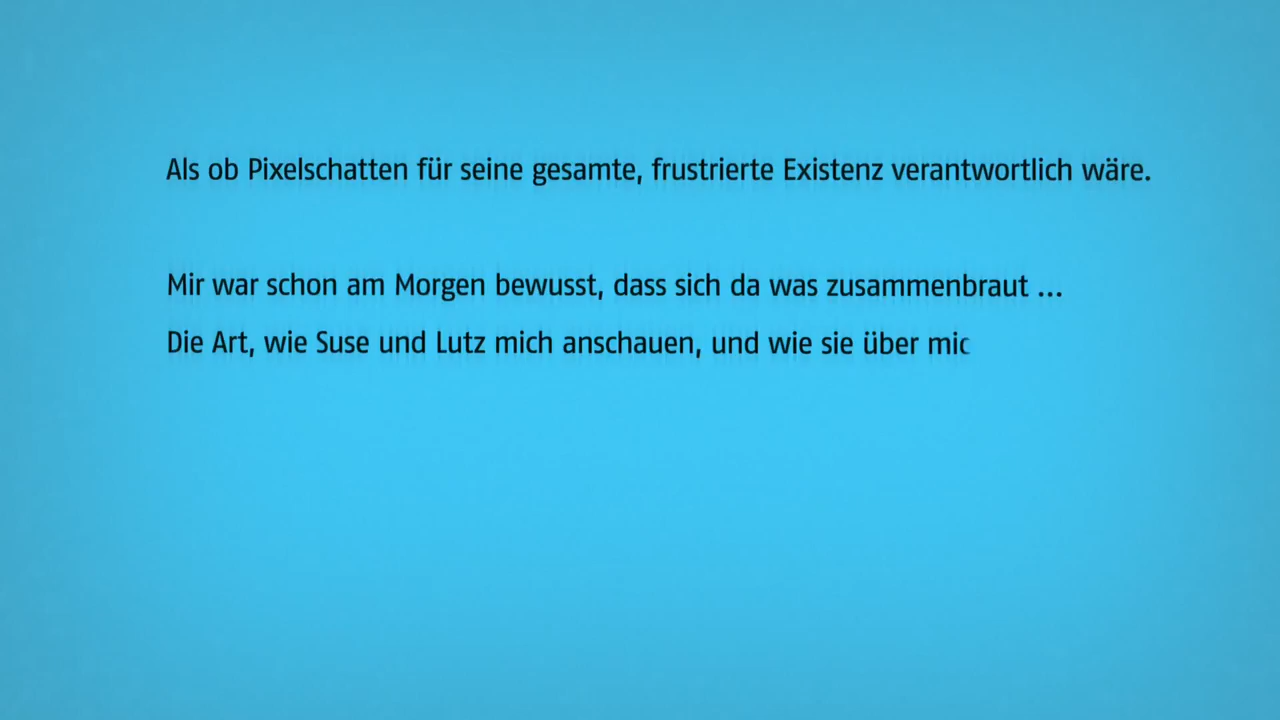 Als ob Pixelschatten für seine gesamte, frustrierte Existenz verantwortlich wäre.
Mir war schon am Morgen bewusst, dass sich da was zusammenbraut ...
Die Art, wie Suse und Lutz mich anschauen, und wie sie über mic